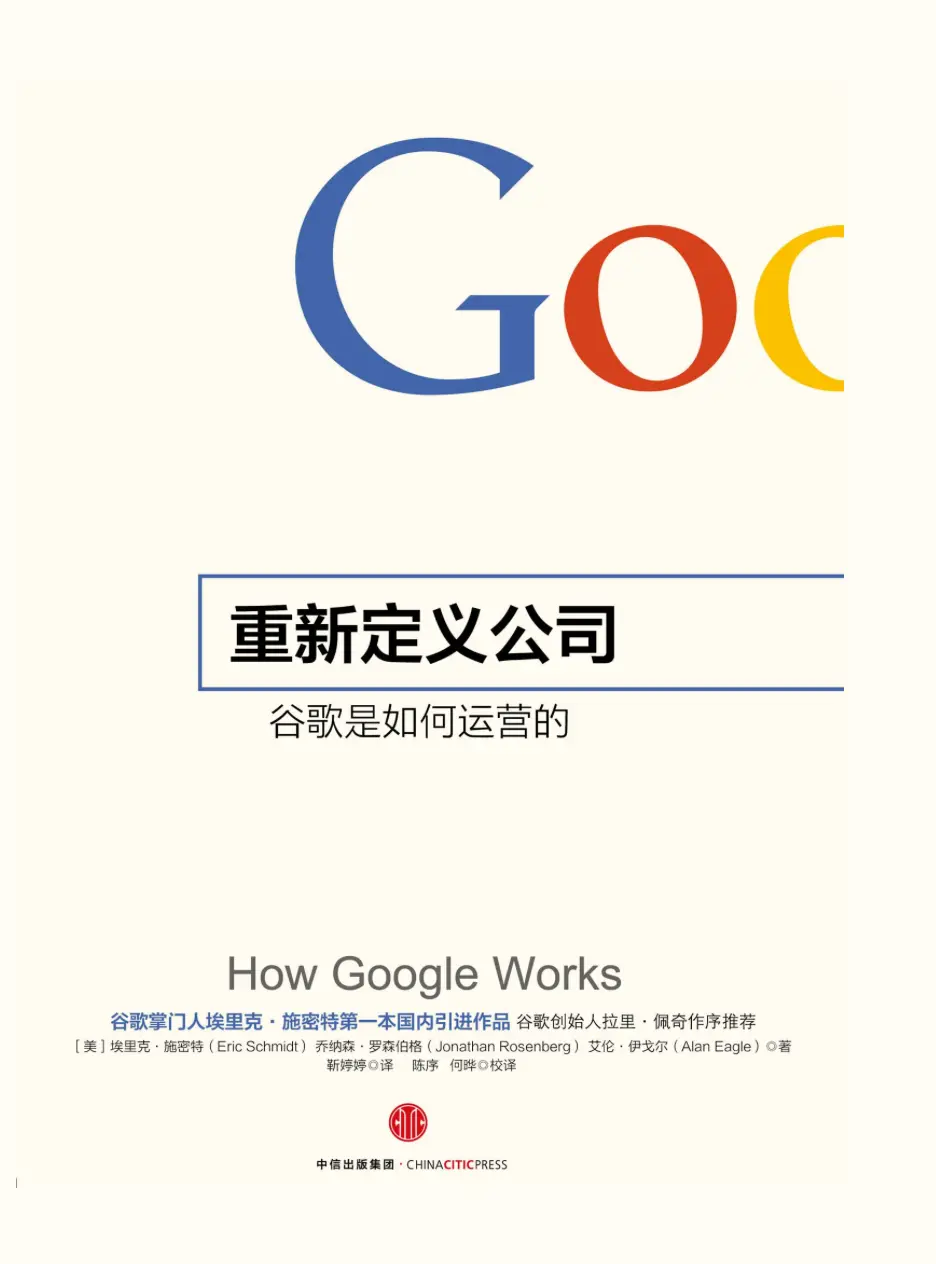 Goo
重新定义公司
谷歌是如何运营的
How Google Works
谷歌掌门人埃里克·施密特第一本国内引进作品 谷歌创始人拉里·佩奇作序推荐
［美］埃里克·施密特（Eric Schmidt） 乔纳森·罗森伯格（Jonathan Rosenberg） 艾伦·伊戈尔（Alan Eagle）◎著
靳婷婷◎译 陈序 何晔◎校译
中信出版集团·CHINACITICPRESS